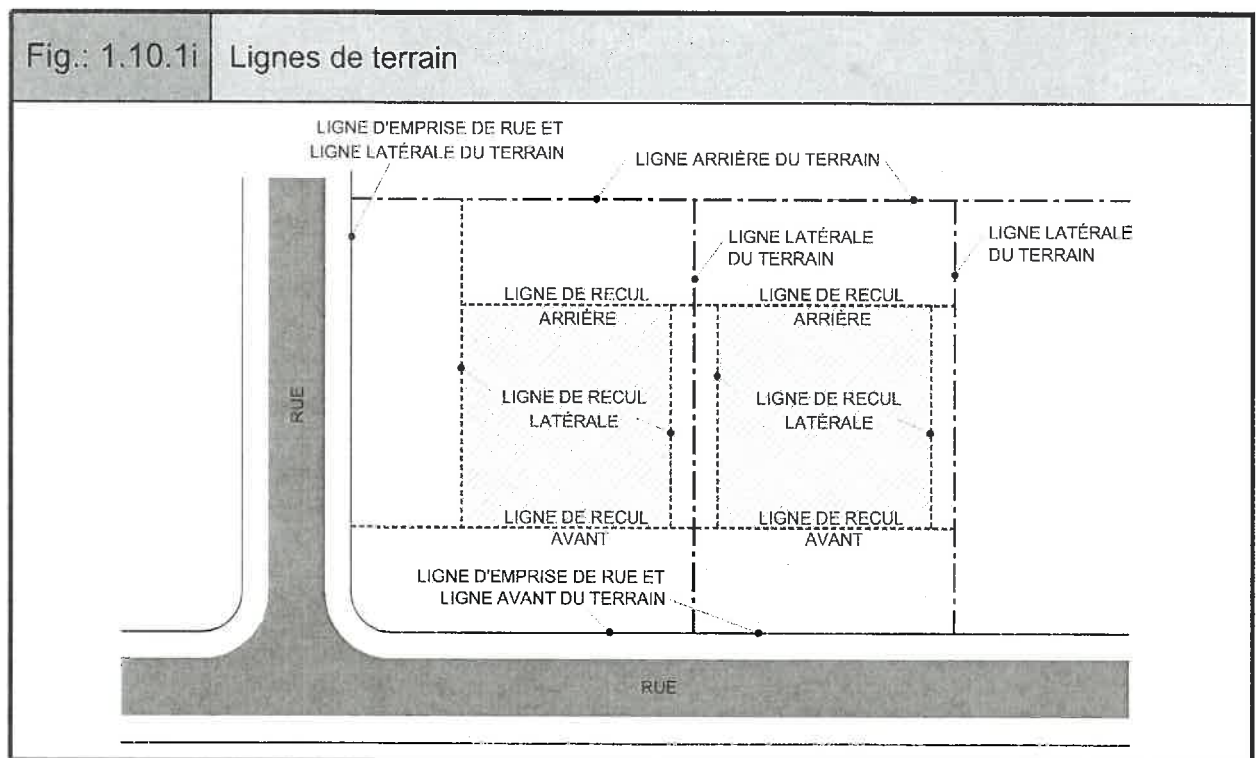 Fig.: 1.10.1i
Lignes de terrain
LIGNE D'EMPRISE DE RUE ET
LIGNE LATÉRALE DU TERRAIN
LIGNE ARRIÈRE DU TERRAIN
LIGNE LATÉRALE
DU TERRAIN
LIGNE LATÉRALE
DU TERRAIN
LIGNE DE RECUL
ARRIÈRE
LIGNE DE RECUL
ARRIÈRE
RUE
LIGNE DE RECUL
LATÉRALE
LIGNE DE RECUL
LATÉRALE
LIGNE DE RECUL
AVANT
LIGNE DE RECUL
AVANT
LIGNE D'EMPRISE DE RUE ET
LIGNE AVANT DU TERRAIN
RUE